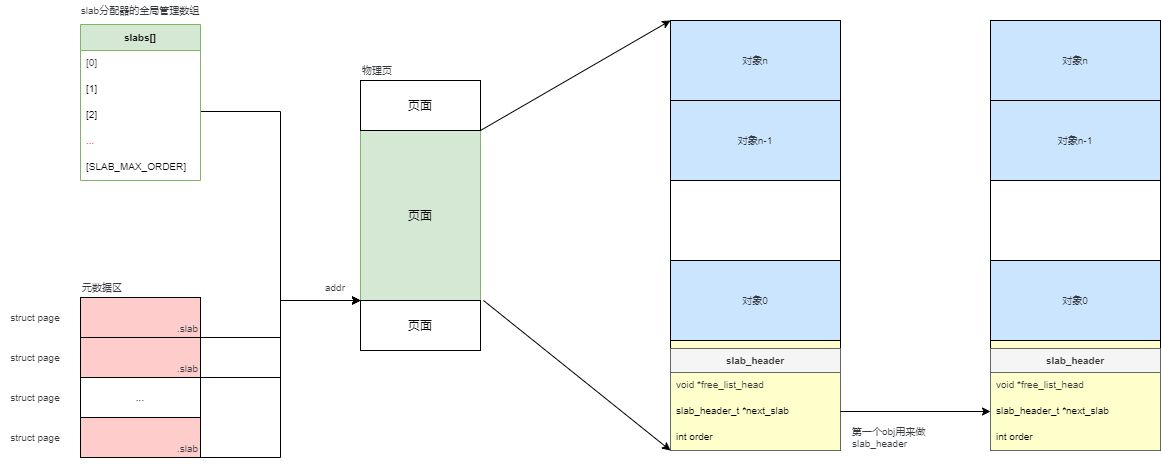 slab分配器的全局管理数组
slabs[]
[0]
[1]
[2]
...
[SLAB_MAX_ORDER]
元数据区
struct page
.slab
struct page
.slab
struct page
...
struct page
.slab
物理页
页面
页面
addr
页面
对象n
对象n-1
对象0
slab_header
void *free_list_head
slab_header_t *next_slab
int order
第一个obj用来做
slab_header
对象n
对象n-1
对象0
slab_header
void *free_list_head
slab_header_t *next_slab
int order